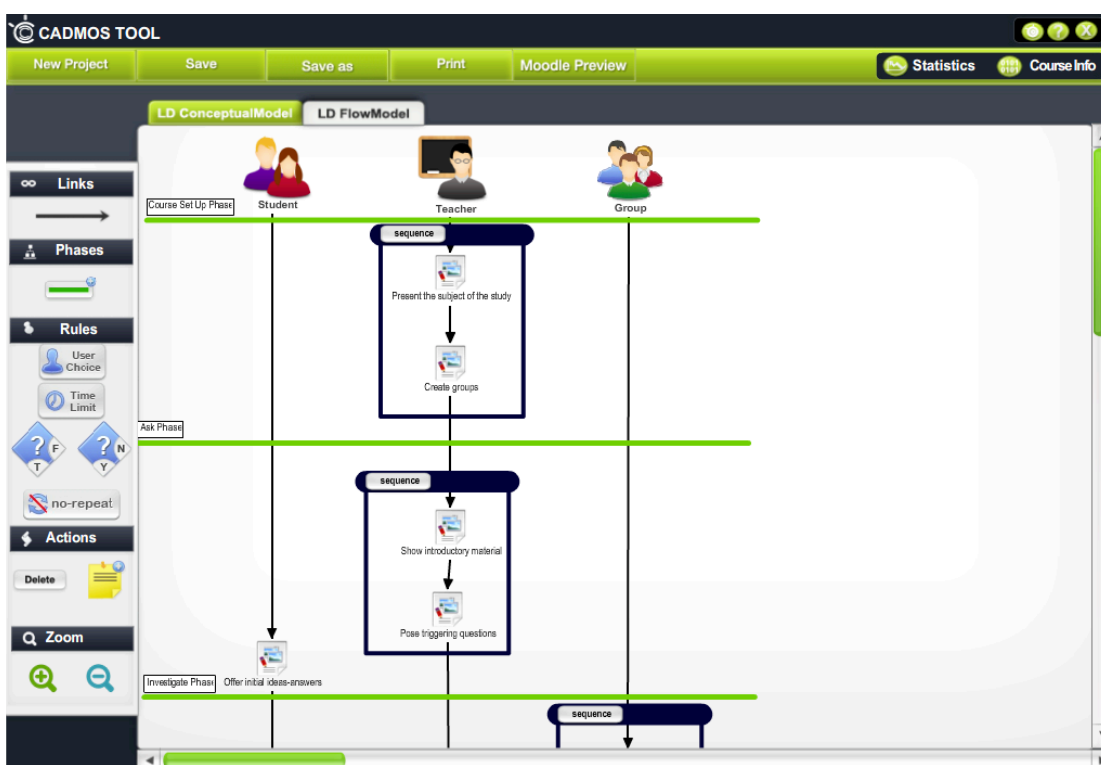 CADMOS TOOL
?
X
New Project
Save
Save as
Print
Moodle Preview
Statistics
Course Info
LD ConceptualModel
LD FlowModel
Links
Phases
Rules
User
Choice
Time
Limit
? F
T
? N
Y
no-repeat
Actions
Delete
Zoom
Course Set Up Phase
Student
Teacher
Group
sequence
Present the subject of the study
Create groups
Ask Phase
sequence
Show introductory material
Pose triggering questions
Offer initial ideas-answers
Investigate Phase
sequence